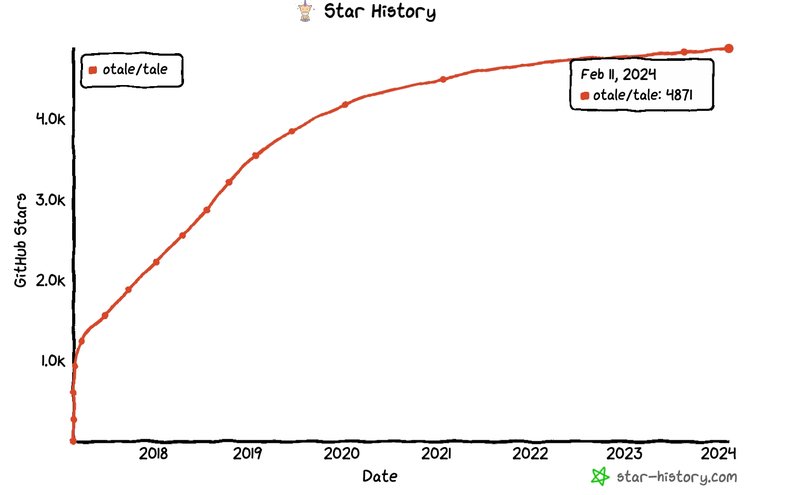 Star History
otale/tale
Feb 11, 2024
otale/tale: 4871
4.0k
3.0k
2.0k
1.0k
GitHub Stars
2018 2019 2020 2021 2022 2023 2024
Date
star-history.com